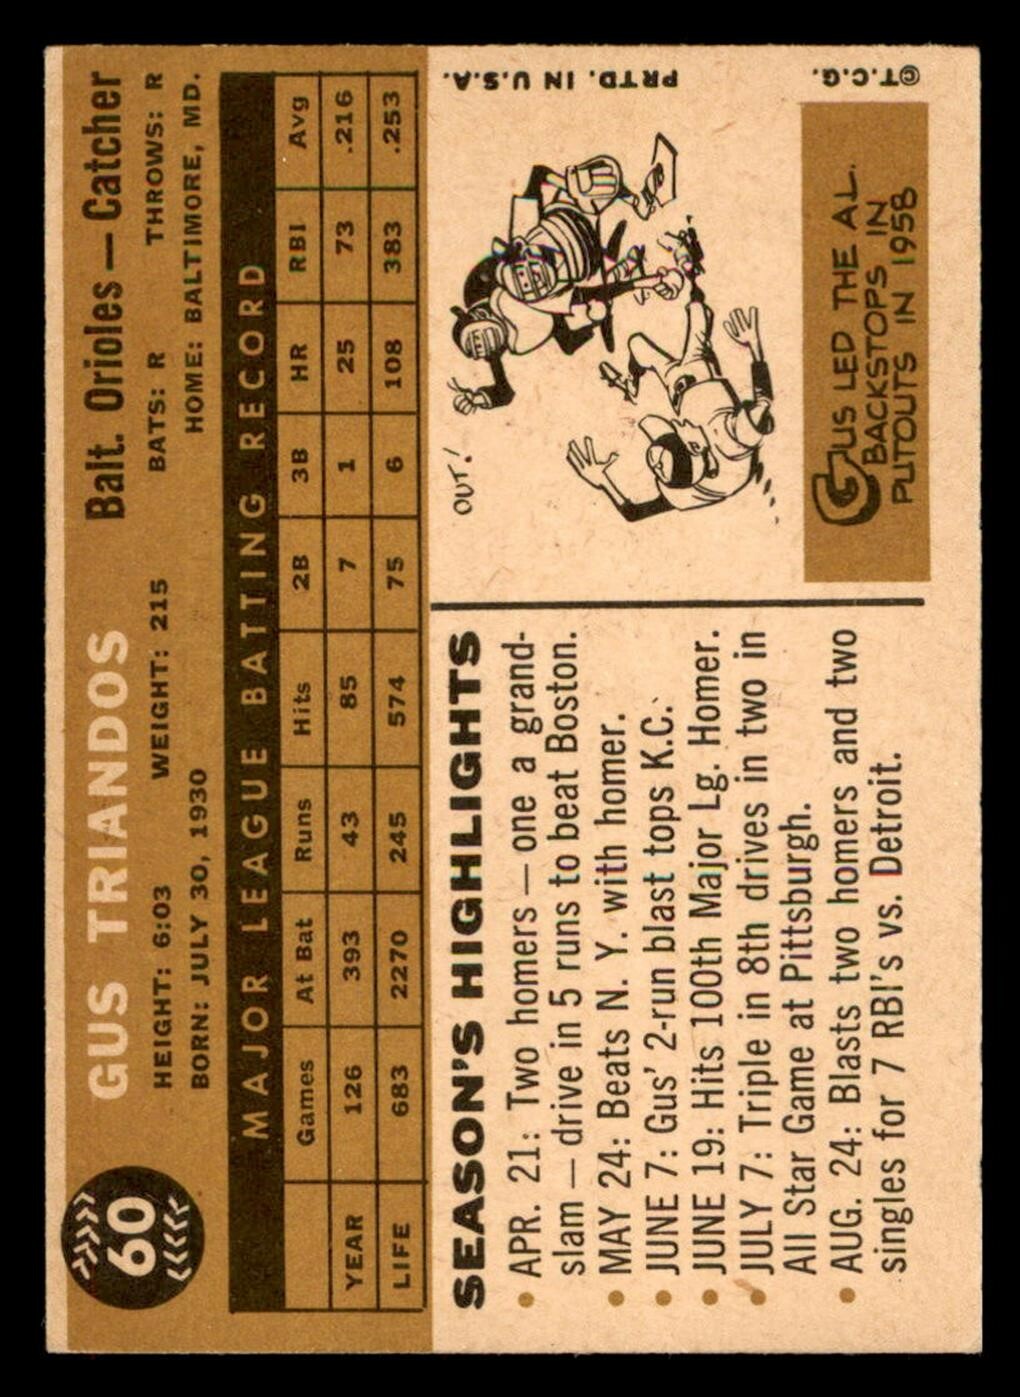 60
GUS TRIANDOS
Balt. Orioles — Catcher
HEIGHT: 6:03 WEIGHT: 215 BATS: R THROWS: R
BORN: JULY 30, 1930 HOME: BALTIMORE, MD.
MAJOR LEAGUE BATTING RECORD
Games At Bat Runs Hits 2B 3B HR RBI Avg
YEAR 126 393 43 85 7 1 25 73 .216
LIFE 683 2270 245 574 75 6 108 383 .253
SEASON'S HIGHLIGHTS
• APR. 21: Two homers — one a grand-
slam — drive in 5 runs to beat Boston.
• MAY 24: Beats N. Y. with homer.
• JUNE 7: Gus' 2-run blast tops K.C.
• JUNE 19: Hits 100th Major Lg. Homer.
• JULY 7: Triple in 8th drives in two in
All Star Game at Pittsburgh.
• AUG. 24: Blasts two homers and two
singles for 7 RBI's vs. Detroit.
OUT!
GUS LED THE A.L.
BACKSTOPS IN
PUTOUTS IN 1958
©T.C.G. PRTD. IN U.S.A.